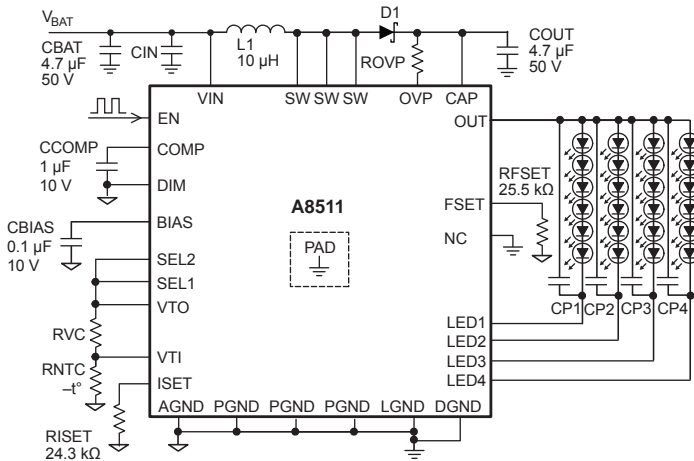 VBAT
CBAT
4.7 µF
50 V
CIN
L1
10 µH
D1
ROVP
COUT
4.7 µF
50 V
VIN
SW SW SW
OVP
CAP
EN
OUT
CCOMP
1 µF
10 V
COMP
DIM
A8511
RFSET
25.5 kΩ
FSET
CBIAS
0.1 µF
10 V
BIAS
PAD
NC
SEL2
SEL1
VTO
CP1 CP2 CP3 CP4
RVC
LED1
LED2
LED3
LED4
VTI
RNTC
–t°
ISET
AGND PGND PGND PGND LGND DGND
RISET
24.3 kΩ